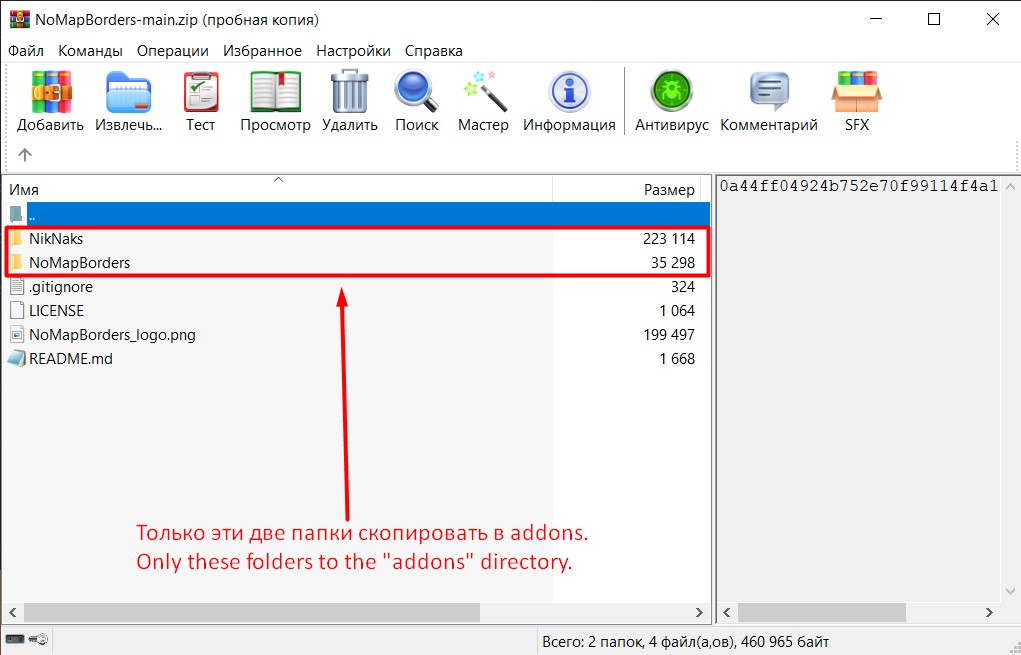 NoMapBorders-main.zip (пробная копия)
Файл Команды Операции Избранное Настройки Справка
Добавить Извлечь... Тест Просмотр Удалить Поиск Мастер Информация Антивирус Комментарий SFX
Имя Размер
0a44ff04924b752e70f99114f4a1
..
NikNaks 223 114
NoMapBorders 35 298
.gitignore 324
LICENSE 1 064
NoMapBorders_logo.png 199 497
README.md 1 668
Только эти две папки скопировать в addons.
Only these folders to the "addons" directory.
Всего: 2 папок, 4 файл(а,ов), 460 965 байт